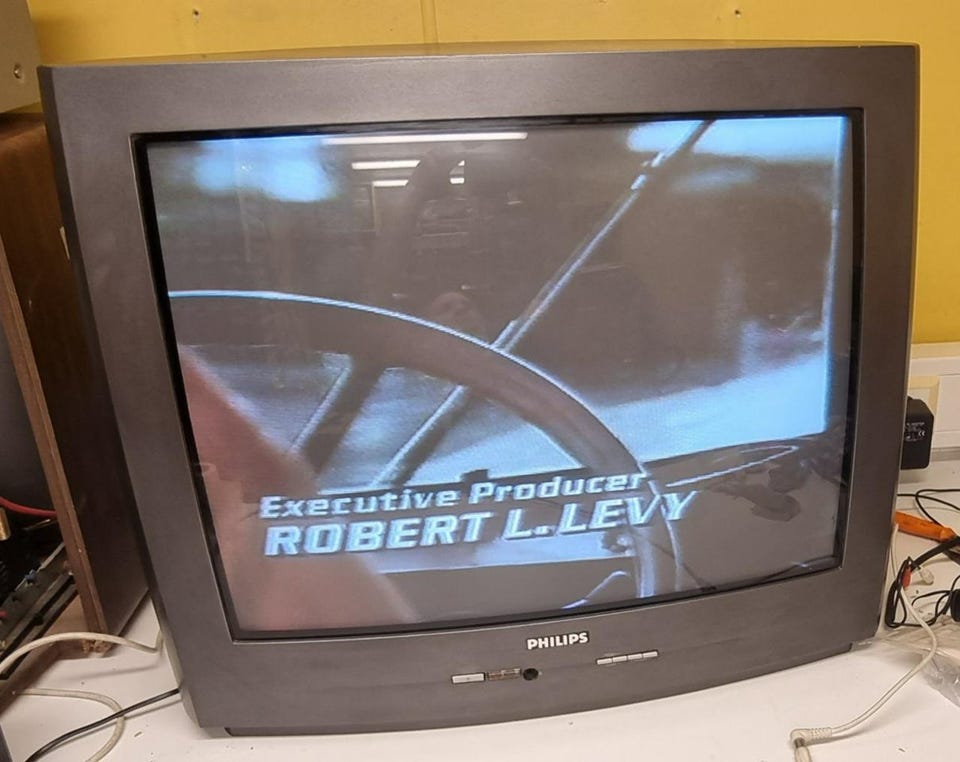 Executive Producer
ROBERT L. LEVY
PHILIPS